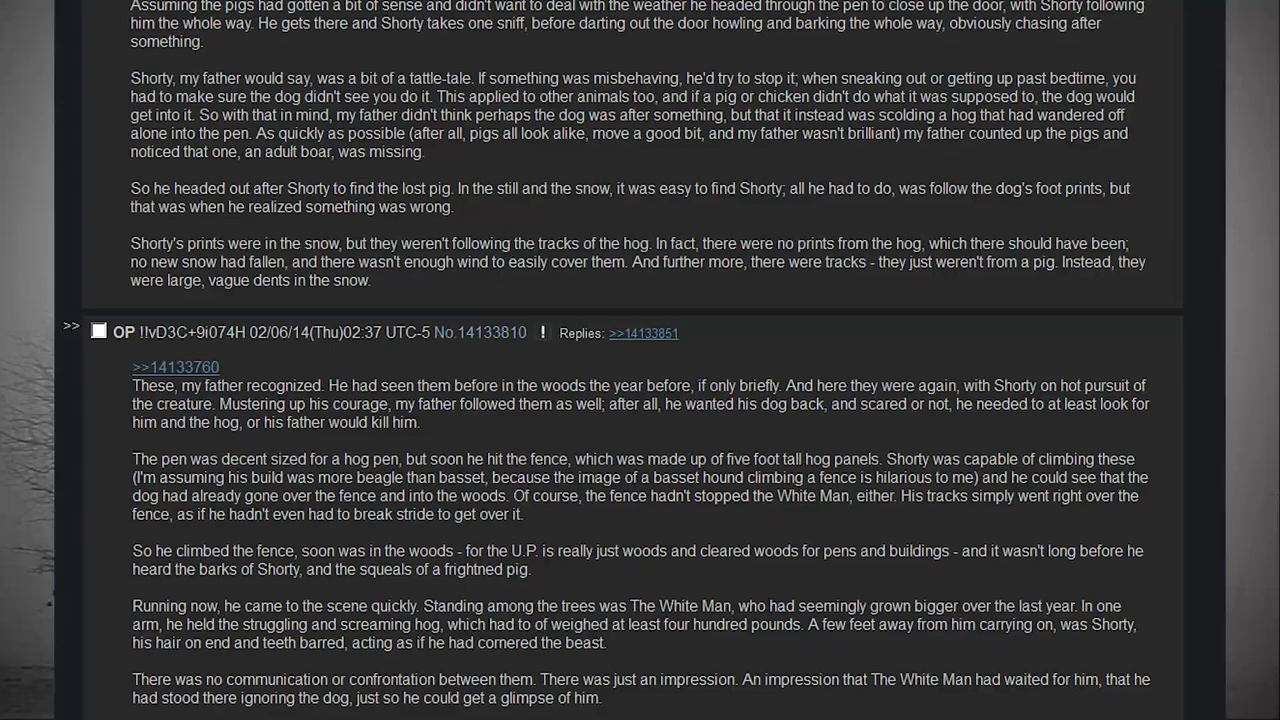 Assuming the pigs had gotten a bit of sense and didn't want to deal with the weather he headed through the pen to close up the door, with Shorty following
him the whole way. He gets there and Shorty takes one sniff, before darting out the door howling and barking the whole way, obviously chasing after
something.
Shorty, my father would say, was a bit of a tattle-tale. If something was misbehaving, he'd try to stop it; when sneaking out or getting up past bedtime, you
had to make sure the dog didn't see you do it. This applied to other animals too, and if a pig or chicken didn't do what it was supposed to, the dog would
get into it. So with that in mind, my father didn't think perhaps the dog was after something, but that it instead was scolding a hog that had wandered off
alone into the pen. As quickly as possible (after all, pigs all look alike, move a good bit, and my father wasn't brilliant) my father counted up the pigs and
noticed that one, an adult boar, was missing.
So he headed out after Shorty to find the lost pig. In the still and the snow, it was easy to find Shorty; all he had to do, was follow the dog's foot prints, but
that was when he realized something was wrong.
Shorty's prints were in the snow, but they weren't following the tracks of the hog. In fact, there were no prints from the hog, which there should have been;
no new snow had fallen, and there wasn't enough wind to easily cover them. And further more, there were tracks - they just weren't from a pig. Instead, they
were large, vague dents in the snow.
>> OP !!lvD3C+9i074H 02/06/14(Thu)02:37 UTC-5 No.14133810 ! Replies: >>14133851
>>14133760
These, my father recognized. He had seen them before in the woods the year before, if only briefly. And here they were again, with Shorty on hot pursuit of
the creature. Mustering up his courage, my father followed them as well; after all, he wanted his dog back, and scared or not, he needed to at least look for
him and the hog, or his father would kill him.
The pen was decent sized for a hog pen, but soon he hit the fence, which was made up of five foot tall hog panels. Shorty was capable of climbing these
(I'm assuming his build was more beagle than basset, because the image of a basset hound climbing a fence is hilarious to me) and he could see that the
dog had already gone over the fence and into the woods. Of course, the fence hadn't stopped the White Man, either. His tracks simply went right over the
fence, as if he hadn't even had to break stride to get over it.
So he climbed the fence, soon was in the woods - for the U.P. is really just woods and cleared woods for pens and buildings - and it wasn't long before he
heard the barks of Shorty, and the squeals of a frightned pig.
Running now, he came to the scene quickly. Standing among the trees was The White Man, who had seemingly grown bigger over the last year. In one
arm, he held the struggling and screaming hog, which had to of weighed at least four hundred pounds. A few feet away from him carrying on, was Shorty,
his hair on end and teeth barred, acting as if he had cornered the beast.
There was no communication or confrontation between them. There was just an impression. An impression that The White Man had waited for him, that he
had stood there ignoring the dog, just so he could get a glimpse of him.